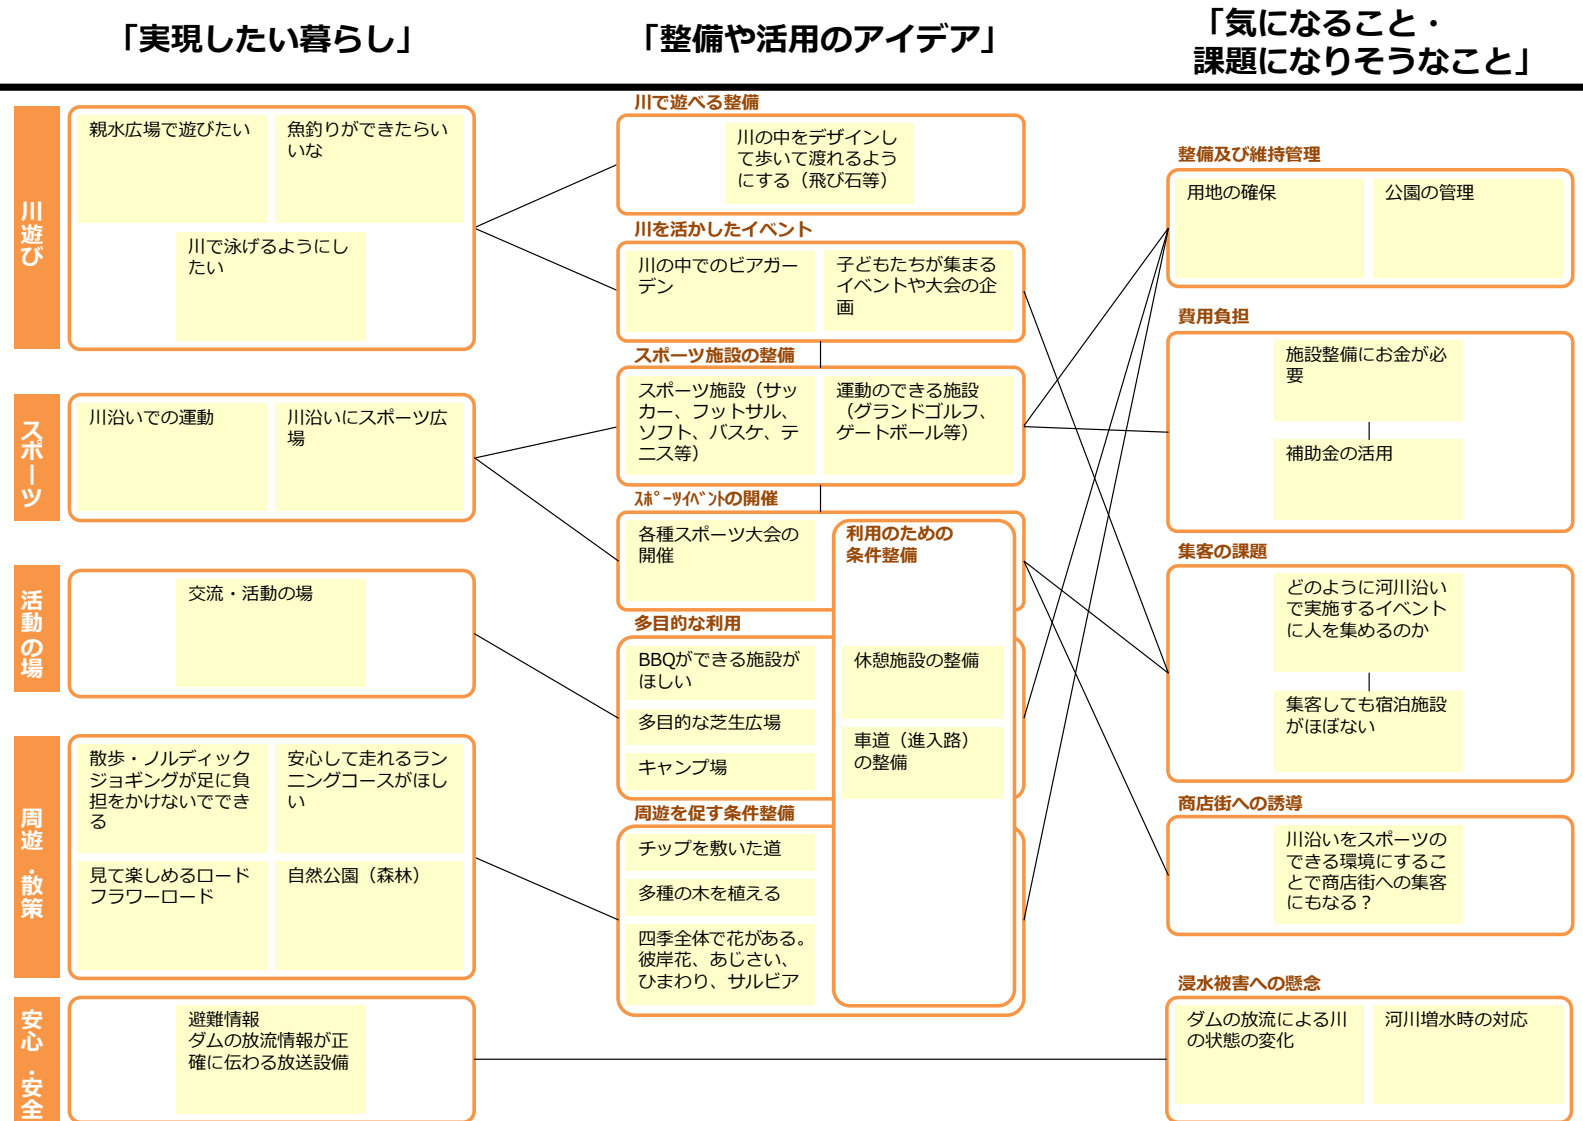 「実現したい暮らし」
「整備や活用のアイデア」
「気になること・
課題になりそうなこと」
川遊び
親水広場で遊びたい
魚釣りができたらい
いな
川で泳げるようにし
たい
スポーツ
川沿いでの運動
川沿いにスポーツ広
場
活動の場
交流・活動の場
周遊・散策
散歩・ノルディック
ジョギングが足に負
担をかけないででき
る
安心して走れるラン
ニングコースがほし
い
見て楽しめるロード
フラワーロード
自然公園（森林）
安心・安全
避難情報
ダムの放流情報が正
確に伝わる放送設備
川で遊べる整備
川の中をデザインし
て歩いて渡れるよう
にする（飛び石等）
川を活かしたイベント
川の中でのビアガー
デン
子どもたちが集まる
イベントや大会の企
画
スポーツ施設の整備
スポーツ施設（サッ
カー、フットサル、
ソフト、バスケ、テ
ニス等）
運動のできる施設
（グランドゴルフ、
ゲートボール等）
ｽﾎﾟｰﾂｲﾍﾞﾝﾄの開催
各種スポーツ大会の
開催
利用のための
条件整備
休憩施設の整備
車道（進入路）
の整備
多目的な利用
BBQができる施設が
ほしい
多目的な芝生広場
キャンプ場
周遊を促す条件整備
チップを敷いた道
多種の木を植える
四季全体で花がある。
彼岸花、あじさい、
ひまわり、サルビア
整備及び維持管理
用地の確保
公園の管理
費用負担
施設整備にお金が必
要
補助金の活用
集客の課題
どのように河川沿い
で実施するイベント
に人を集めるのか
集客しても宿泊施設
がほぼない
商店街への誘導
川沿いをスポーツの
できる環境にするこ
とで商店街への集客
にもなる？
浸水被害への懸念
ダムの放流による川
の状態の変化
河川増水時の対応